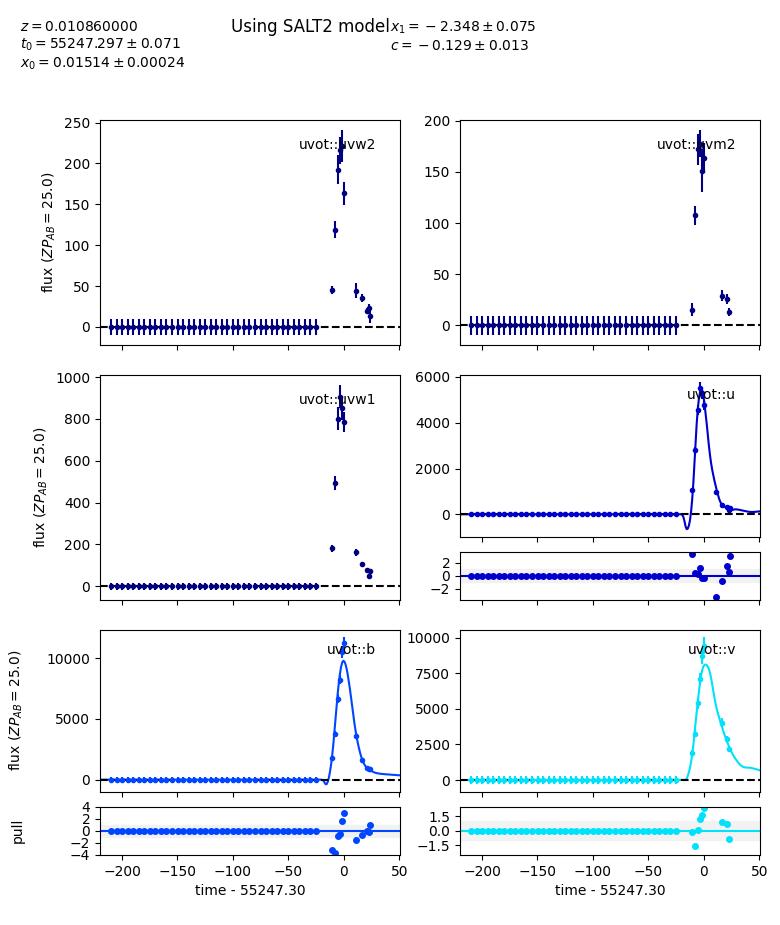 z = 0.010860000
t₀ = 55247.297 ± 0.071
x₀ = 0.01514 ± 0.00024
Using SALT2 model
x₁ = −2.348 ± 0.075
c = −0.129 ± 0.013
uvot::uvw2
250
200
150
100
50
0
flux (ZP_AB = 25.0)
uvot::uvm2
200
150
100
50
0
uvot::uvw1
1000
800
600
400
200
0
flux (ZP_AB = 25.0)
uvot::u
6000
4000
2000
0
2
0
−2
uvot::b
10000
5000
0
flux (ZP_AB = 25.0)
4
2
0
−2
−4
pull
−200 −150 −100 −50 0 50
time - 55247.30
uvot::v
10000
7500
5000
2500
0
1.5
0.0
−1.5
−200 −150 −100 −50 0 50
time - 55247.30